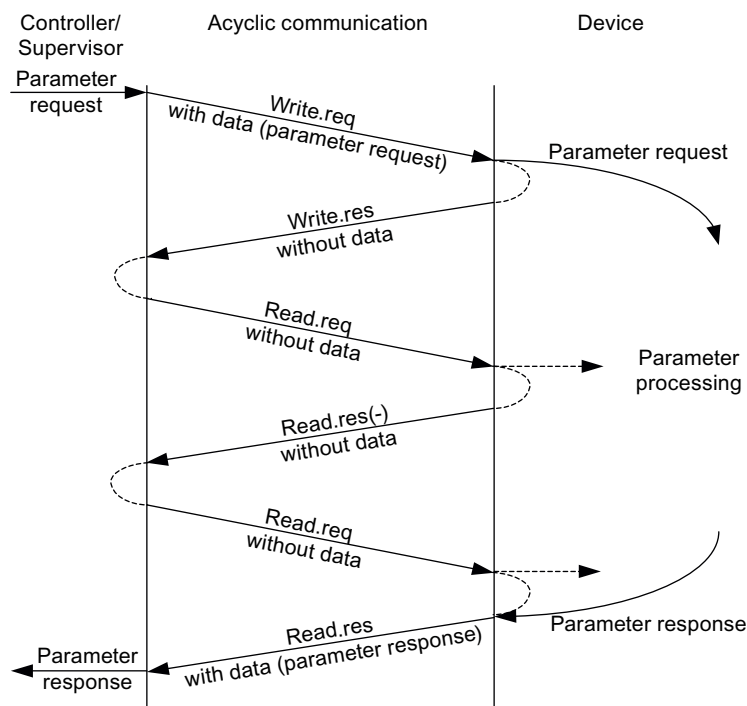 Controller/
Supervisor
Acyclic communication
Device
Parameter
request
Write.req
with data (parameter request)
Parameter request
Write.res
without data
Read.req
without data
Parameter
processing
Read.res(-)
without data
Read.req
without data
Parameter response
Read.res
with data (parameter response)
Parameter
response